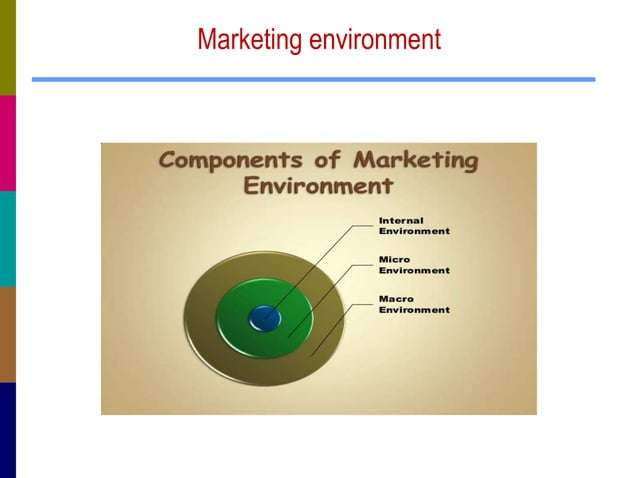 Marketing environment
Components of Marketing
Environment
Internal
Environment
Micro
Environment
Macro
Environment